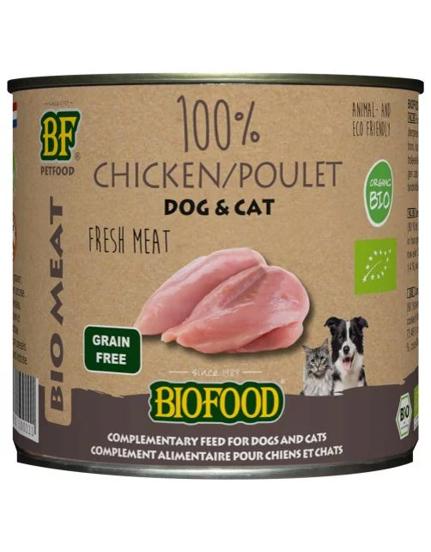 BF
PETFOOD
BIO MEAT
100%
CHICKEN/POULET
DOG & CAT
FRESH MEAT
ANIMAL- AND
ECO FRIENDLY
ORGANIC
BIO
GRAIN
FREE
since 1989
BIOFOOD
COMPLEMENTARY FEED FOR DOGS AND CATS
COMPLEMENT ALIMENTAIRE POUR CHIENS ET CHATS
BIO